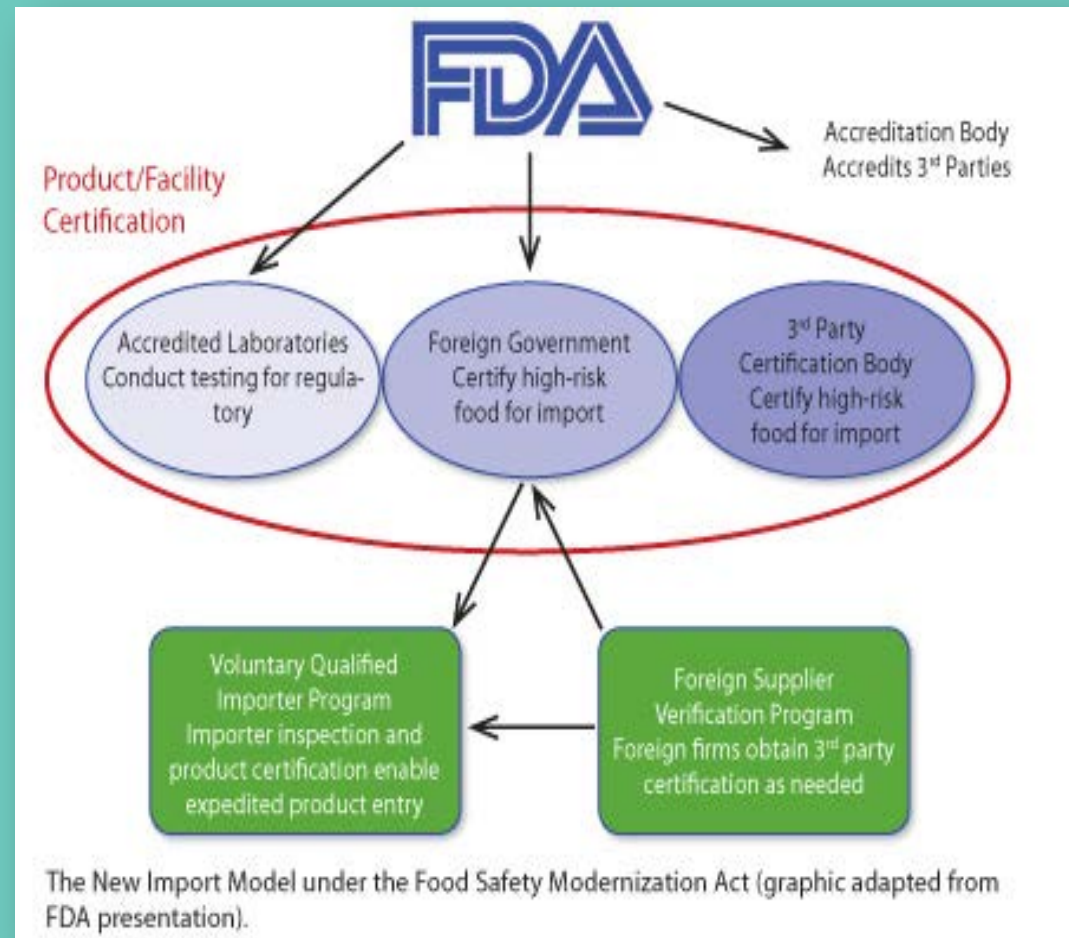 FDA
Accreditation Body
Accredits 3rd Parties
Product/Facility
Certification
Accredited Laboratories
Conduct testing for regula-
tory
Foreign Government
Certify high-risk
food for import
3rd Party
Certification Body
Certify high-risk
food for import
Voluntary Qualified
Importer Program
Importer inspection and
product certification enable
expedited product entry
Foreign Supplier
Verification Program
Foreign firms obtain 3rd party
certification as needed
The New Import Model under the Food Safety Modernization Act (graphic adapted from
FDA presentation).